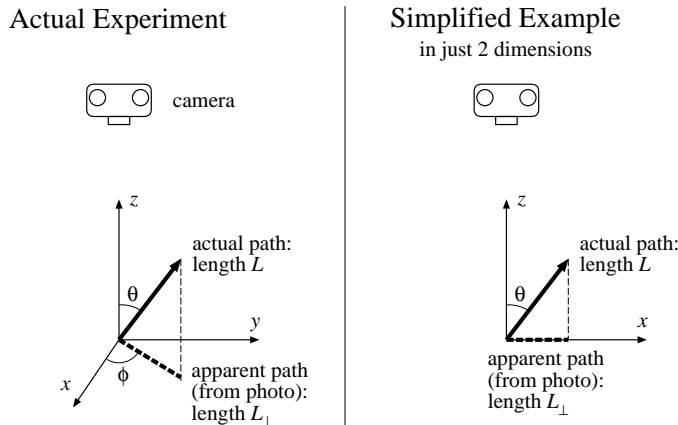 Actual Experiment
camera
z
actual path:
length L
θ
y
x
ϕ
apparent path
(from photo):
length L⊥
Simplified Example
in just 2 dimensions
z
actual path:
length L
θ
x
apparent path
(from photo):
length L⊥